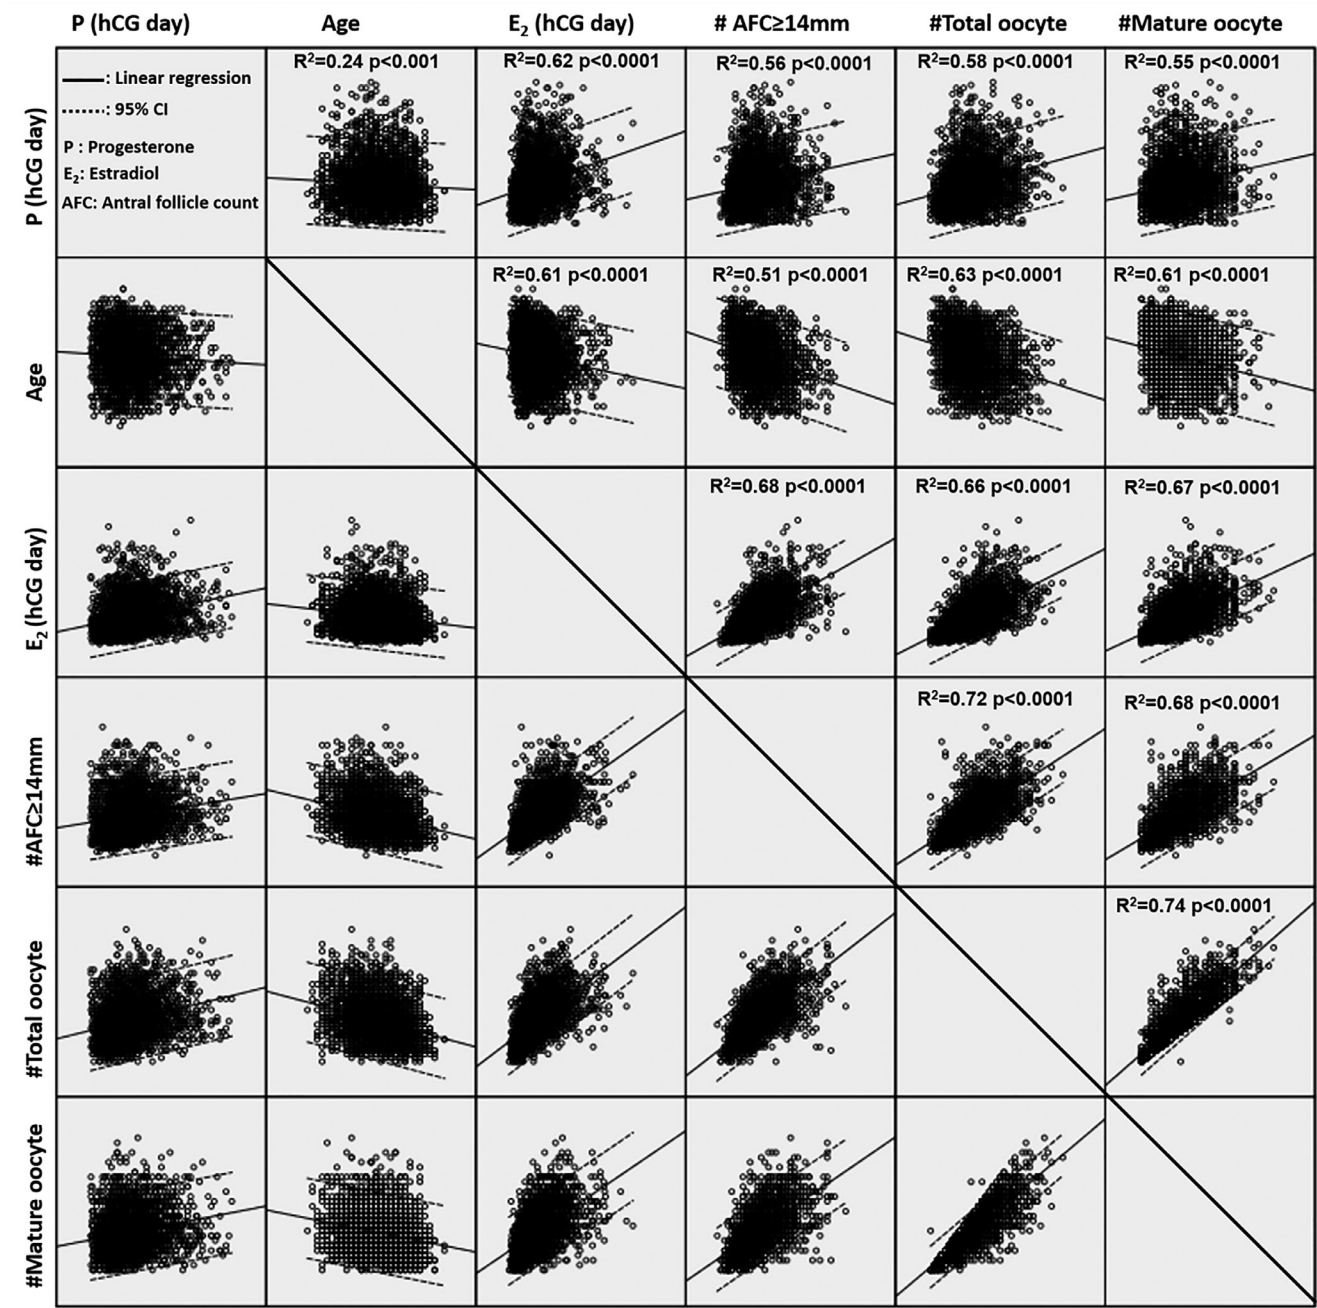 P (hCG day) Age E₂ (hCG day) # AFC≥14mm #Total oocyte #Mature oocyte
P (hCG day)
: Linear regression
: 95% CI
P : Progesterone
E₂: Estradiol
AFC: Antral follicle count
R²=0.24 p<0.001 R²=0.62 p<0.0001 R²=0.56 p<0.0001 R²=0.58 p<0.0001 R²=0.55 p<0.0001
Age
R²=0.61 p<0.0001 R²=0.51 p<0.0001 R²=0.63 p<0.0001 R²=0.61 p<0.0001
E₂ (hCG day)
R²=0.68 p<0.0001 R²=0.66 p<0.0001 R²=0.67 p<0.0001
#AFC≥14mm
R²=0.72 p<0.0001 R²=0.68 p<0.0001
#Total oocyte
R²=0.74 p<0.0001
#Mature oocyte